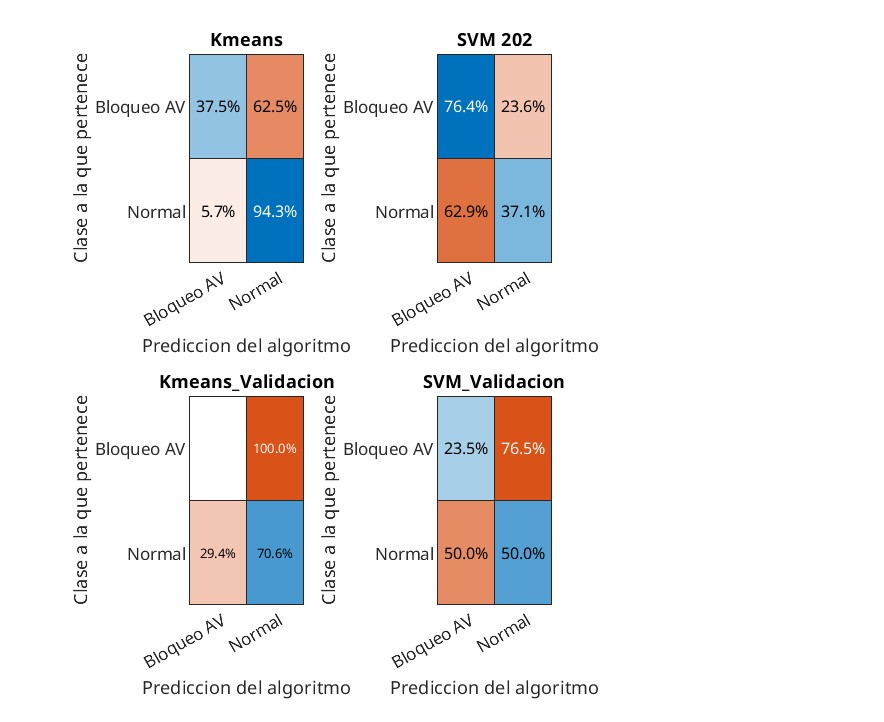 Kmeans
Clase a la que pertenece
Bloqueo AV
37.5%
62.5%
Normal
5.7%
94.3%
Bloqueo AV
Normal
Prediccion del algoritmo
SVM 202
Clase a la que pertenece
Bloqueo AV
76.4%
23.6%
Normal
62.9%
37.1%
Bloqueo AV
Normal
Prediccion del algoritmo
Kmeans_Validacion
Clase a la que pertenece
Bloqueo AV
100.0%
Normal
29.4%
70.6%
Bloqueo AV
Normal
Prediccion del algoritmo
SVM_Validacion
Clase a la que pertenece
Bloqueo AV
23.5%
76.5%
Normal
50.0%
50.0%
Bloqueo AV
Normal
Prediccion del algoritmo